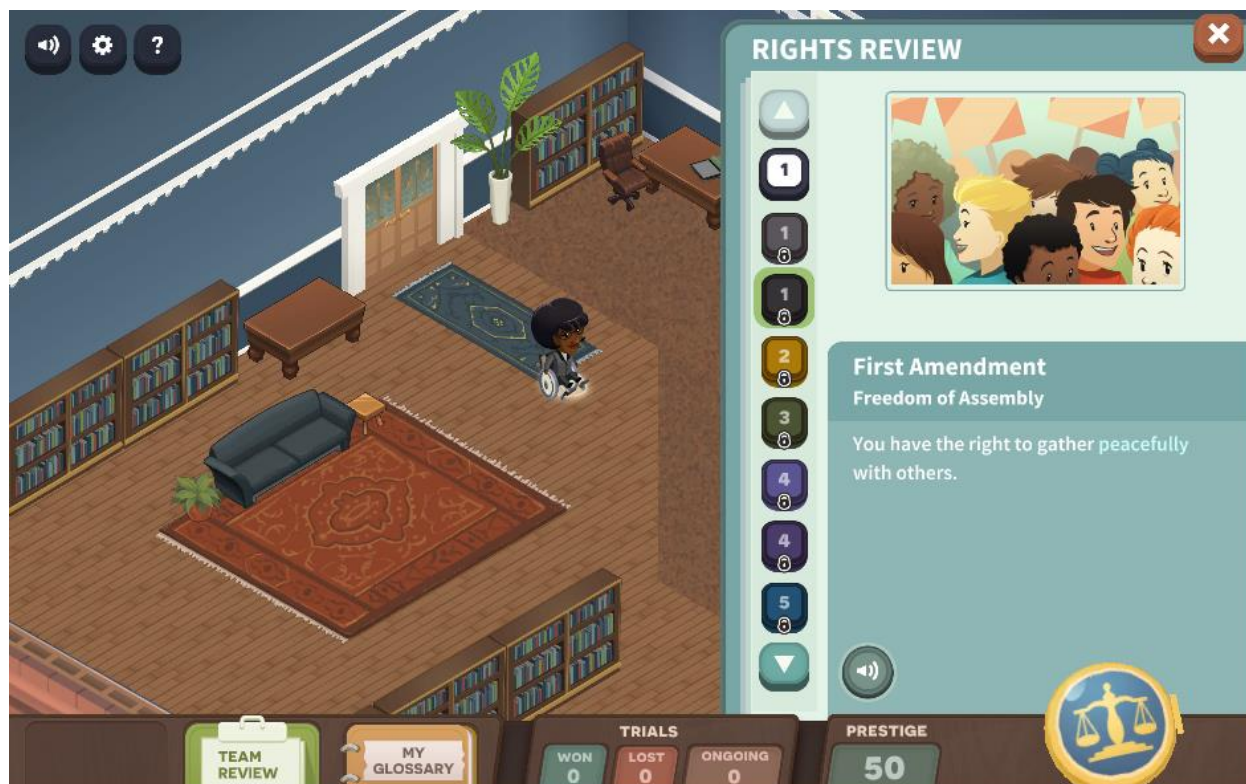 ?
RIGHTS REVIEW
1
1
1
2
3
4
4
5
First Amendment
Freedom of Assembly
You have the right to gather peacefully
with others.
TEAM
REVIEW
MY
GLOSSARY
TRIALS
WON
0
LOST
0
ONGOING
0
PRESTIGE
50